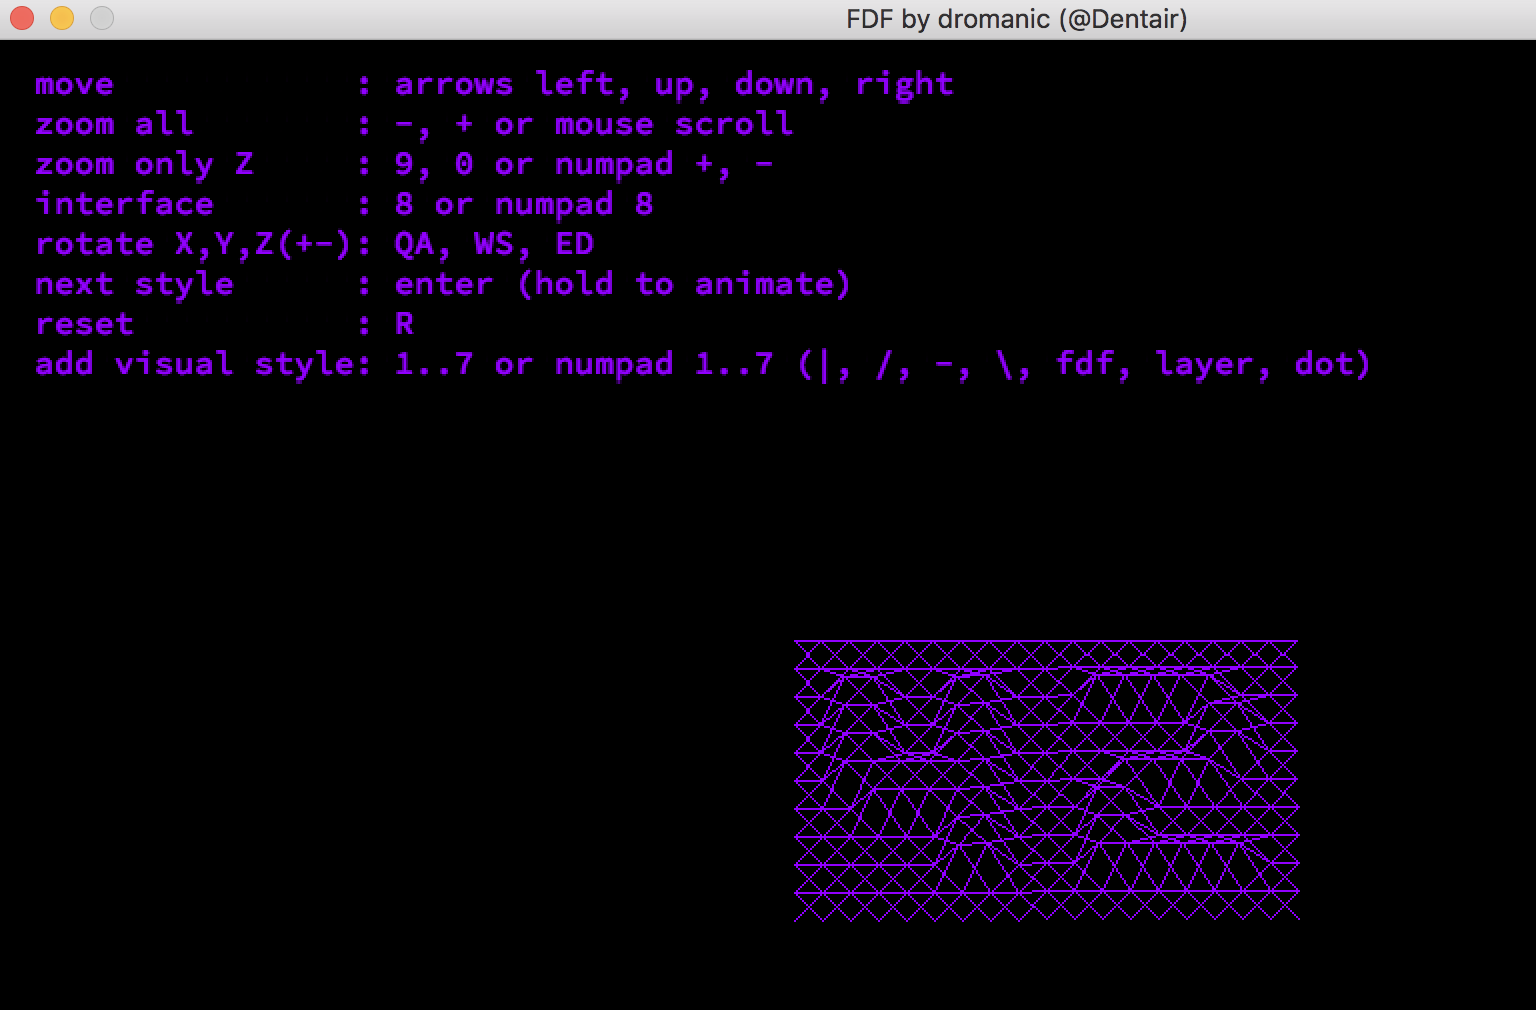 FDF by dromanic (@Dentair)
move            : arrows left, up, down, right
zoom all        : -, + or mouse scroll
zoom only Z     : 9, 0 or numpad +, -
interface       : 8 or numpad 8
rotate X,Y,Z(+-): QA, WS, ED
next style      : enter (hold to animate)
reset           : R
add visual style: 1..7 or numpad 1..7 (|, /, -, \, fdf, layer, dot)
42